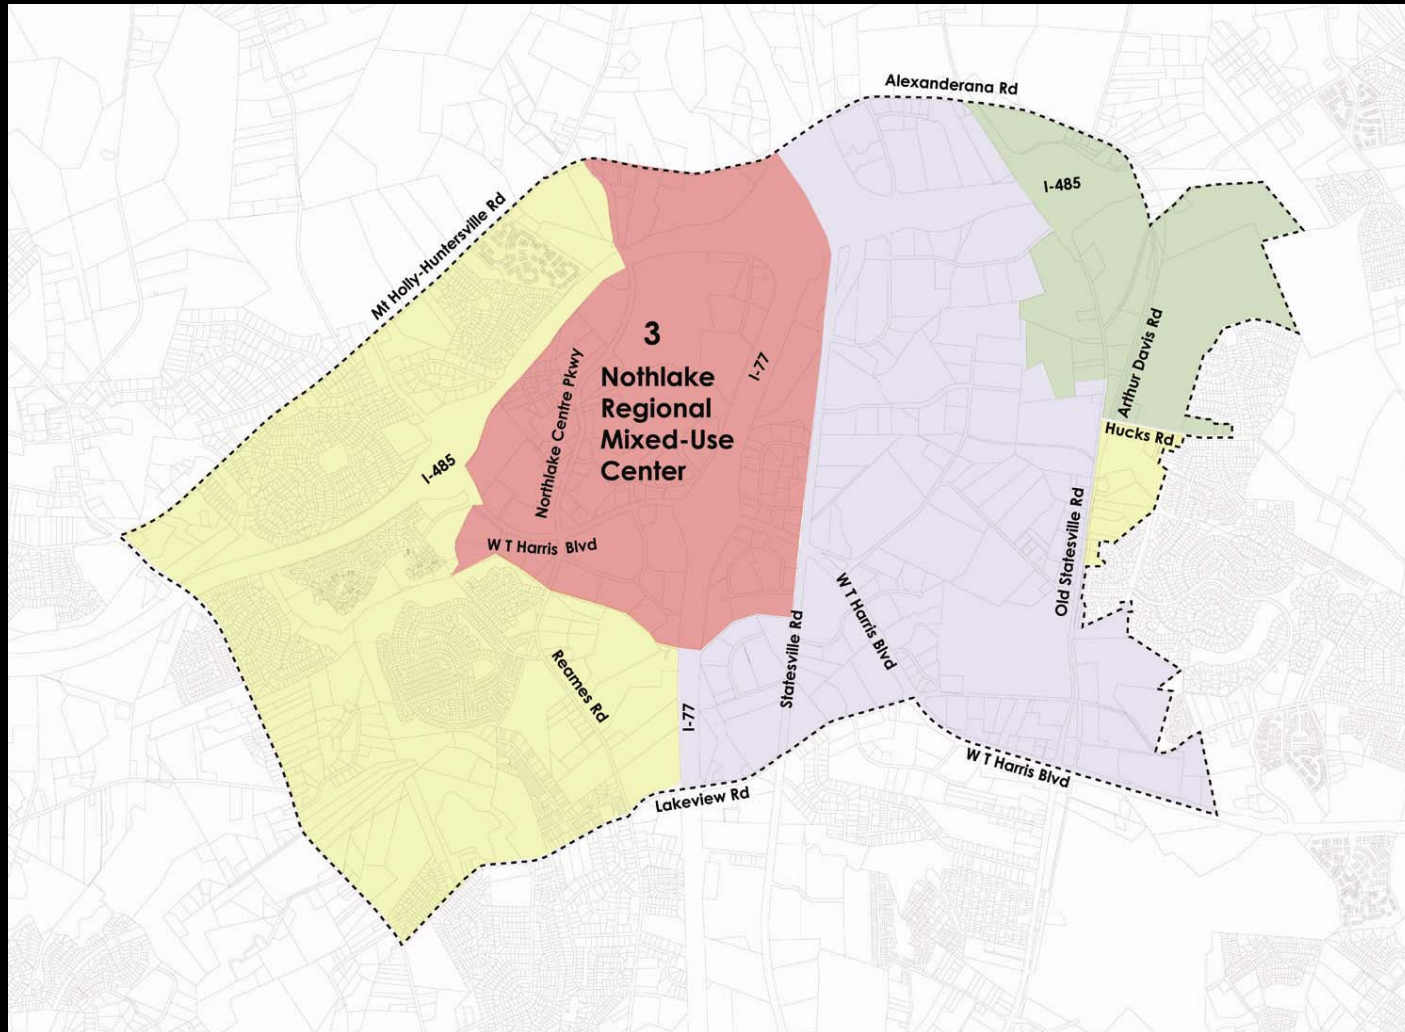 Alexanderana Rd
I-485
Mt Holly-Huntersville Rd
3
Nothlake
Regional
Mixed-Use
Center
I-77
Northlake Centre Pkwy
Arthur Davis Rd
Hucks Rd
I-485
W T Harris Blvd
Old Statesville Rd
W T Harris Blvd
Reames Rd
Statesville Rd
I-77
W T Harris Blvd
Lakeview Rd